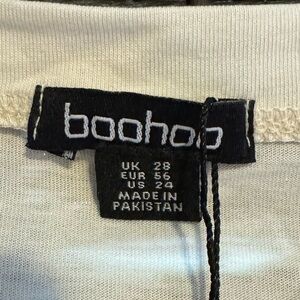 boohoo
UK 28
EUR 56
US 24
MADE IN
PAKISTAN